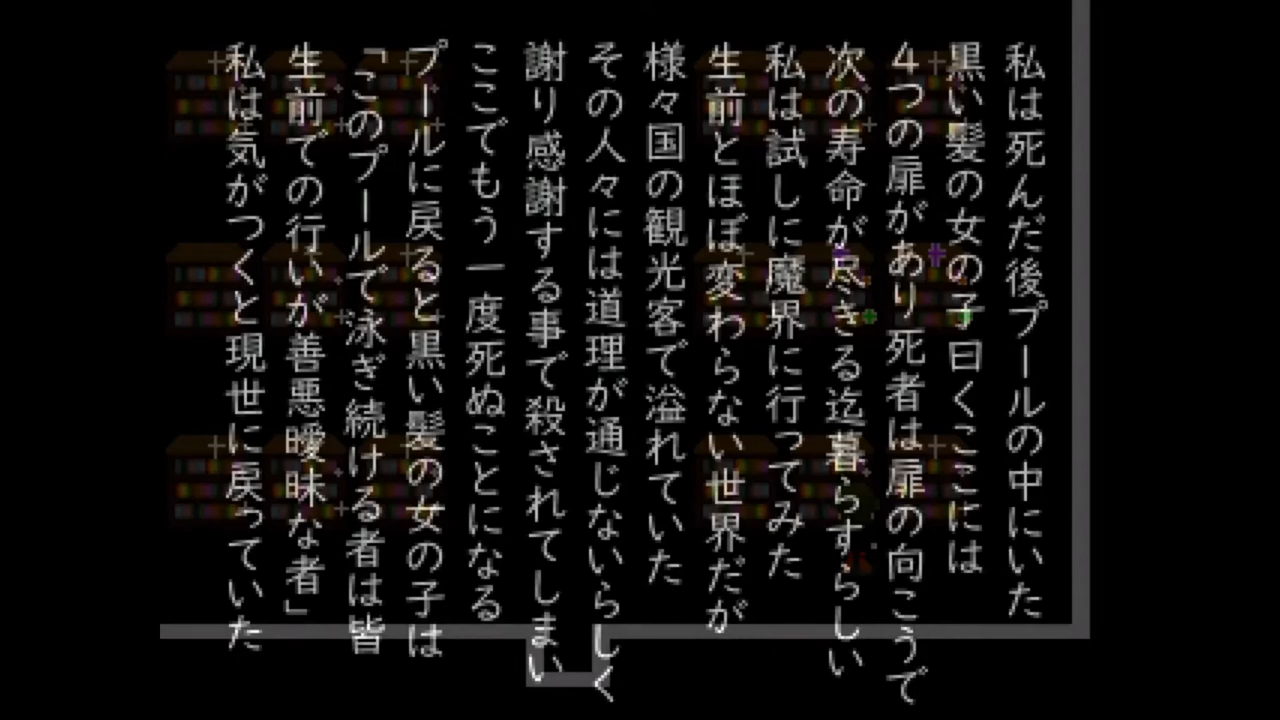 私は死んだ後プールの中にいた
黒い髪の女の子曰くここには
４つの扉があり死者は扉の向こうで
次の寿命が尽きる迄暮らすらしい
私は試しに魔界に行ってみた
生前とほぼ変わらない世界だが
様々国の観光客で溢れていた
その人々には道理が通じないらしく
謝り感謝する事で殺されてしまい
ここでもう一度死ぬことになる
プールに戻ると黒い髪の女の子は
「このプールで泳ぎ続ける者は皆
生前での行いが善悪曖昧な者」
私は気がつくと現世に戻っていた